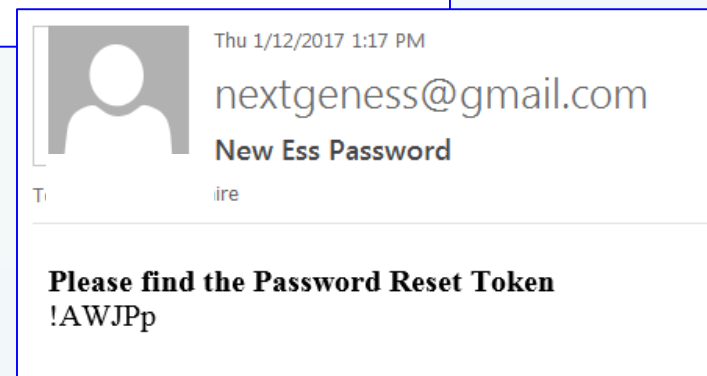 Thu 1/12/2017 1:17 PM
nextgeness@gmail.com
New Ess Password
Please find the Password Reset Token
!AWJPp